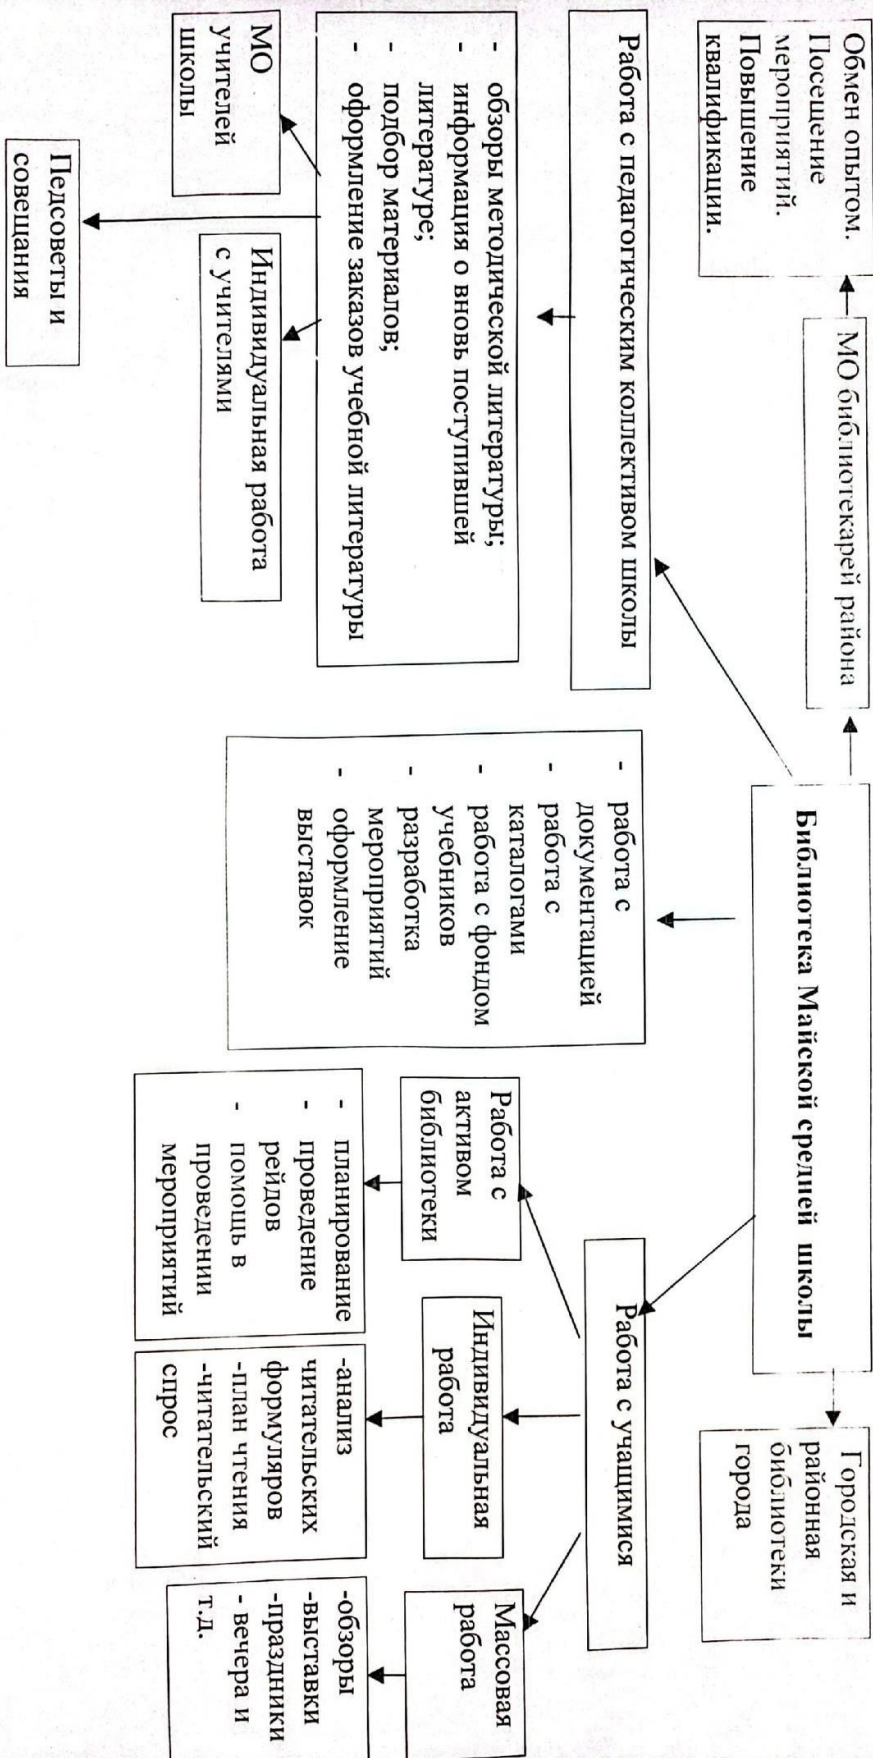 Обмен опытом.
Посещение
мероприятий.
Повышение
квалификации.
МО библиотекарей района
Библиотека Майской средней школы
Городская и
районная
библиотеки
города
Работа с педагогическим коллективом школы
- обзоры методической литературы;
- информация о вновь поступившей
литературе;
- подбор материалов;
- оформление заказов учебной литературы
МО
учителей
школы
Индивидуальная работа
с учителями
Педсоветы и
совещания
- работа с
документацией
- работа с
каталогами
- работа с фондом
учебников
- разработка
мероприятий
- оформление
выставок
Работа с учащимися
Работа с
активом
библиотеки
Индивидуальная
работа
Массовая
работа
- планирование
- проведение
рейдов
- помощь в
проведении
мероприятий
-анализ
читательских
формуляров
-план чтения
-читательский
спрос
-обзоры
-выставки
-праздники
- вечера и
т.д.